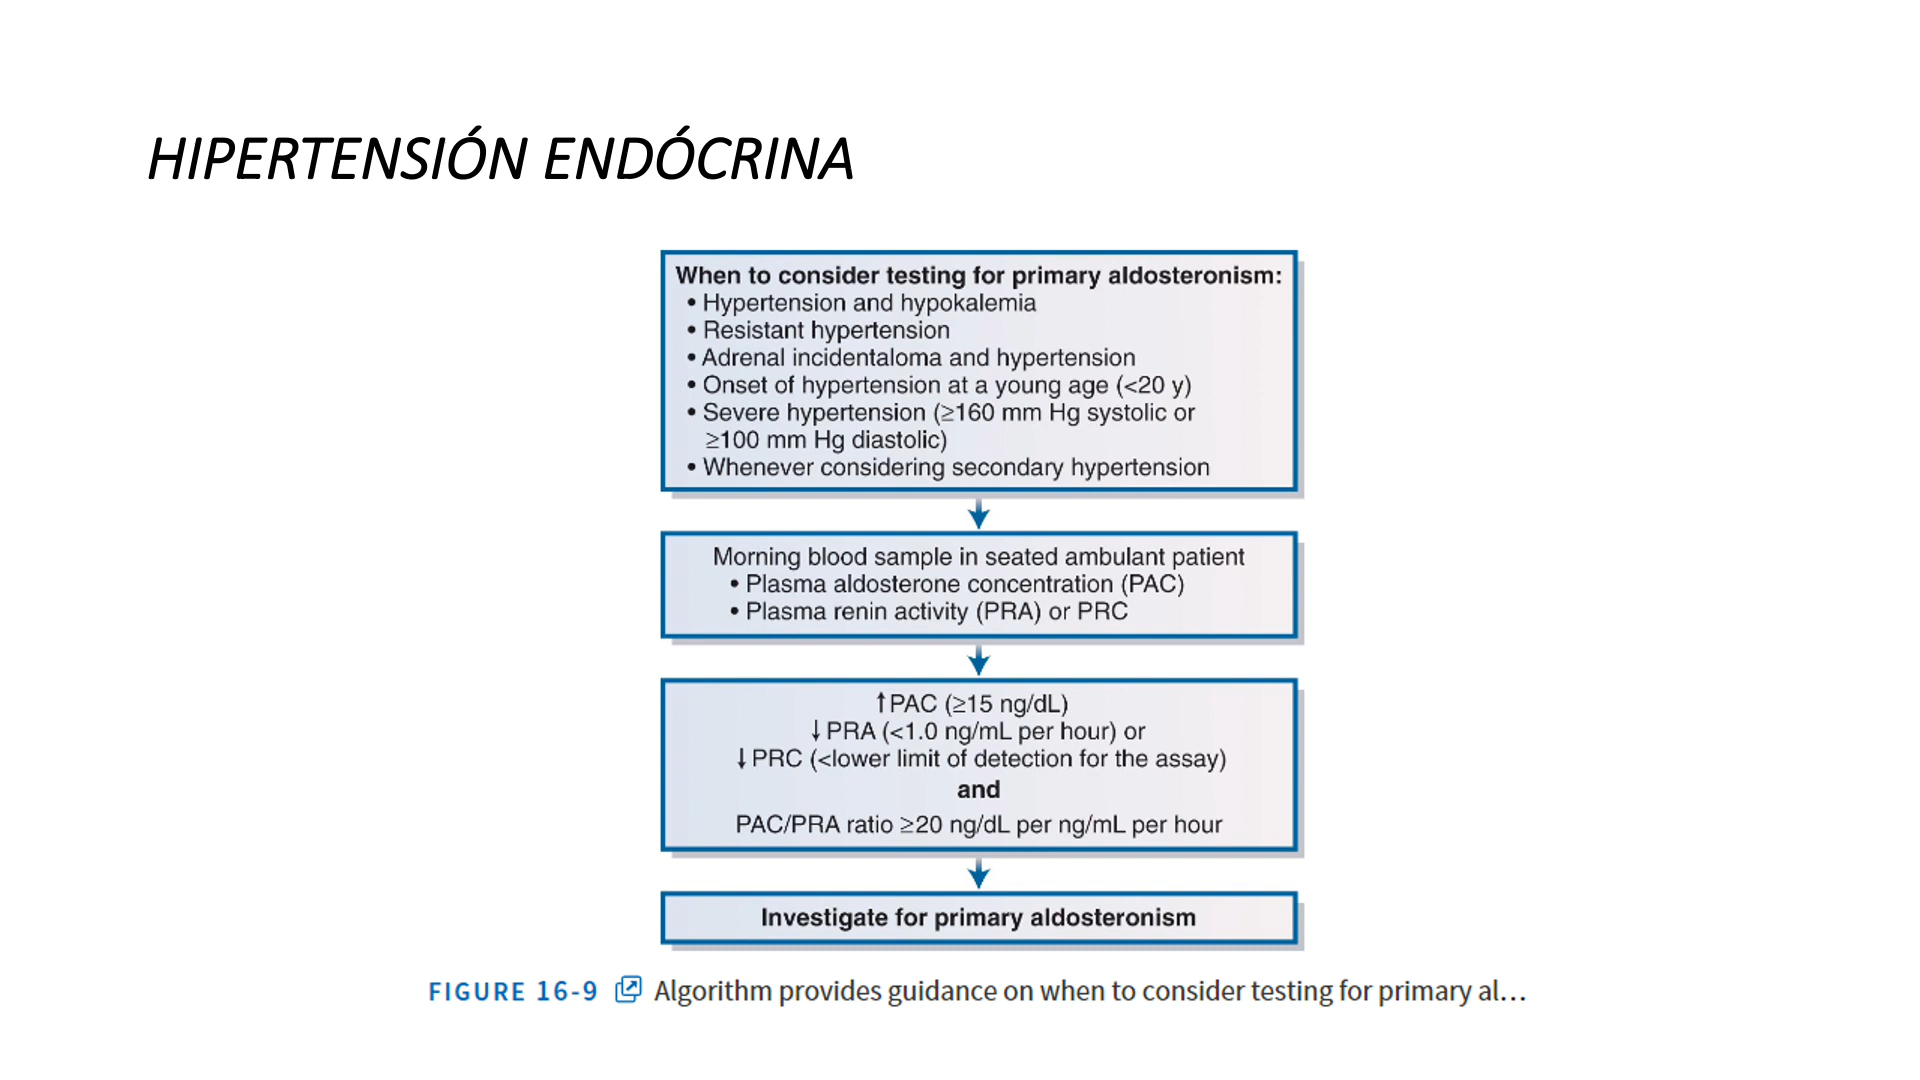 HIPERTENSIÓN ENDÓCRINA
When to consider testing for primary aldosteronism:
• Hypertension and hypokalemia
• Resistant hypertension
• Adrenal incidentaloma and hypertension
• Onset of hypertension at a young age (<20 y)
• Severe hypertension (≥160 mm Hg systolic or
≥100 mm Hg diastolic)
• Whenever considering secondary hypertension
Morning blood sample in seated ambulant patient
• Plasma aldosterone concentration (PAC)
• Plasma renin activity (PRA) or PRC
↑PAC (≥15 ng/dL)
↓PRA (<1.0 ng/mL per hour) or
↓PRC (<lower limit of detection for the assay)
and
PAC/PRA ratio ≥20 ng/dL per ng/mL per hour
Investigate for primary aldosteronism
FIGURE 16-9 Algorithm provides guidance on when to consider testing for primary al...